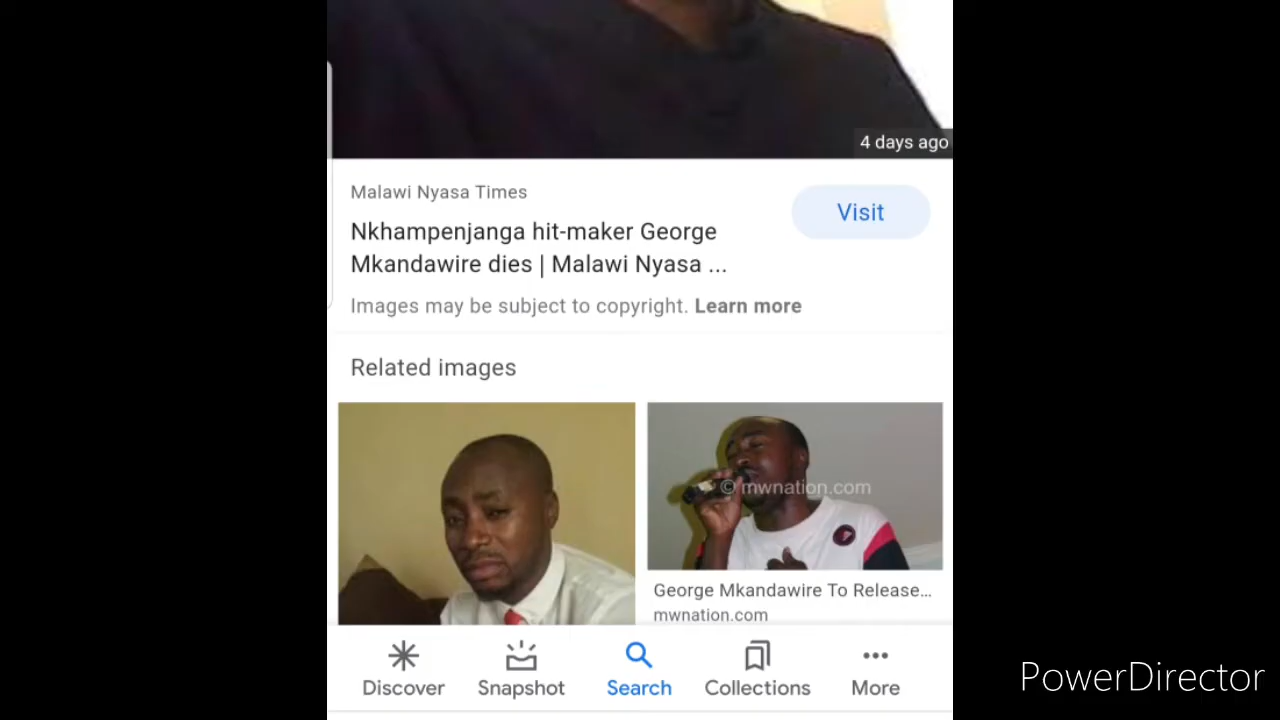 4 days ago
Malawi Nyasa Times
Visit
Nkhampenjanga hit-maker George
Mkandawire dies | Malawi Nyasa ...
Images may be subject to copyright. Learn more
Related images
© mwnation.com
George Mkandawire To Release...
mwnation.com
Discover Snapshot Search Collections More
PowerDirector